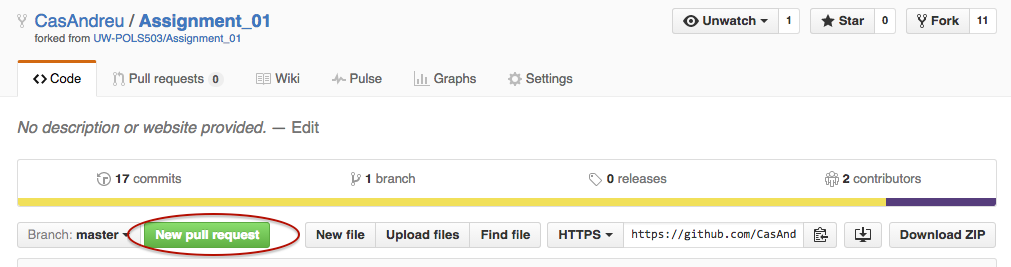 CasAndreu / Assignment_01 Unwatch 1 Star 0 Fork 11
forked from UW-POLS503/Assignment_01
Code Pull requests 0 Wiki Pulse Graphs Settings
No description or website provided. — Edit
17 commits 1 branch 0 releases 2 contributors
Branch: master New pull request New file Upload files Find file HTTPS https://github.com/CasAnd Download ZIP